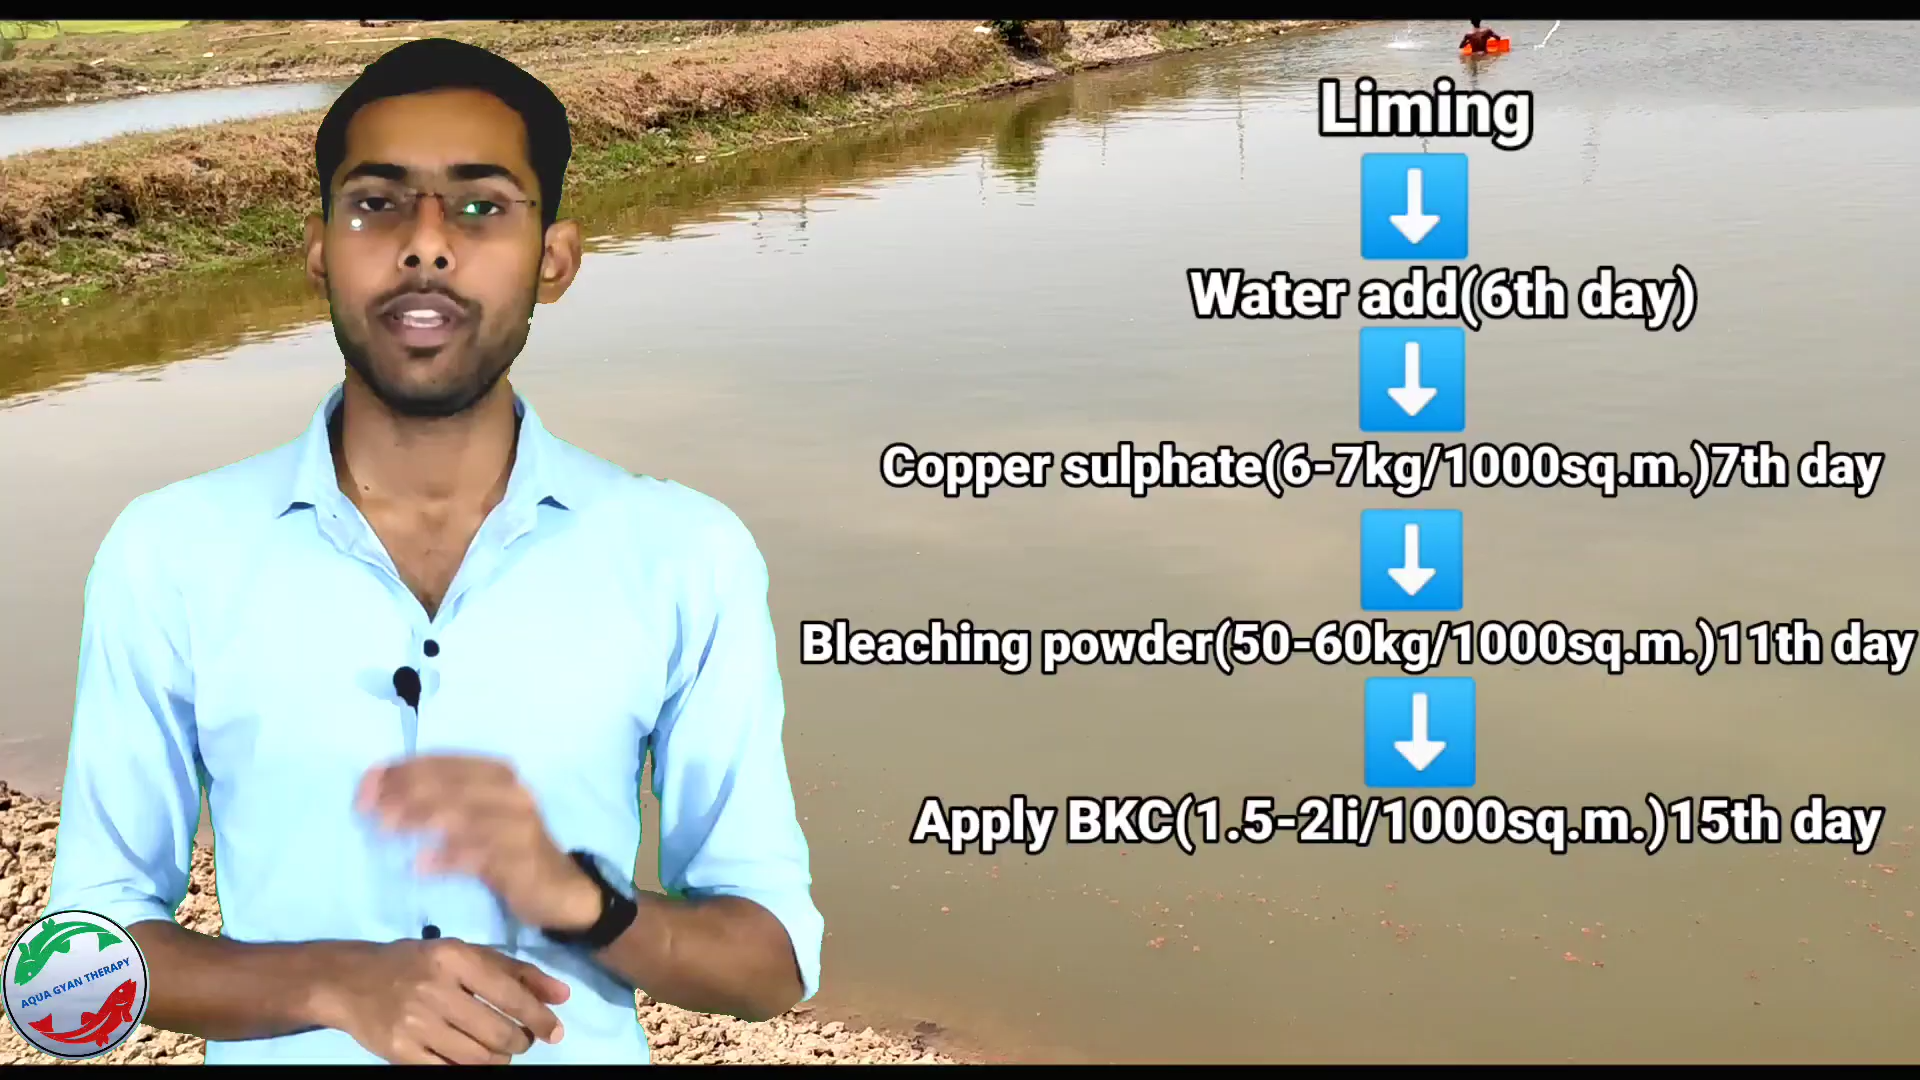 Liming
Water add(6th day)
Copper sulphate(6-7kg/1000sq.m.)7th day
Bleaching powder(50-60kg/1000sq.m.)11th day
Apply BKC(1.5-2li/1000sq.m.)15th day
AQUA GYAN THERAPY